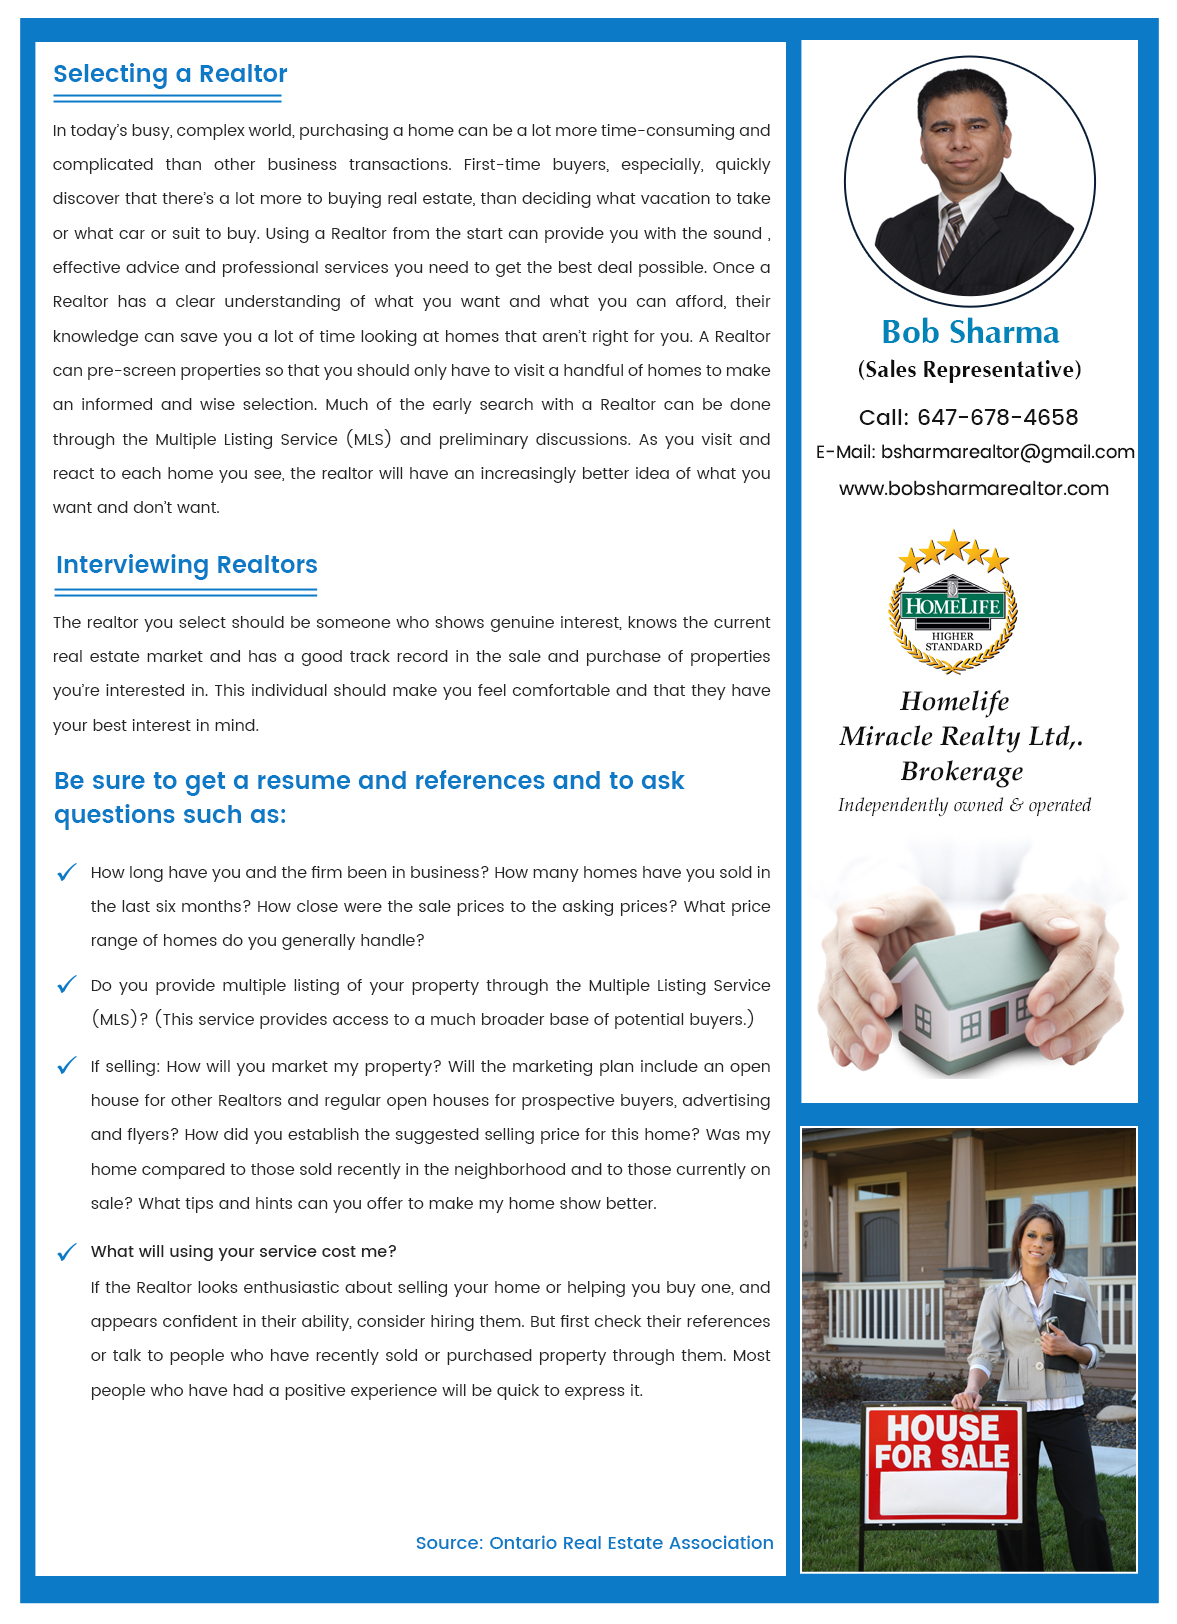 Selecting a Realtor
In today's busy, complex world, purchasing a home can be a lot more time-consuming and
complicated than other business transactions. First-time buyers, especially, quickly
discover that there's a lot more to buying real estate, than deciding what vacation to take
or what car or suit to buy. Using a Realtor from the start can provide you with the sound ,
effective advice and professional services you need to get the best deal possible. Once a
Realtor has a clear understanding of what you want and what you can afford, their
knowledge can save you a lot of time looking at homes that aren't right for you. A Realtor
can pre-screen properties so that you should only have to visit a handful of homes to make
an informed and wise selection. Much of the early search with a Realtor can be done
through the Multiple Listing Service (MLS) and preliminary discussions. As you visit and
react to each home you see, the realtor will have an increasingly better idea of what you
want and don't want.
Interviewing Realtors
The realtor you select should be someone who shows genuine interest, knows the current
real estate market and has a good track record in the sale and purchase of properties
you're interested in. This individual should make you feel comfortable and that they have
your best interest in mind.
Be sure to get a resume and references and to ask
questions such as:
How long have you and the firm been in business? How many homes have you sold in
the last six months? How close were the sale prices to the asking prices? What price
range of homes do you generally handle?
Do you provide multiple listing of your property through the Multiple Listing Service
(MLS)? (This service provides access to a much broader base of potential buyers.)
If selling: How will you market my property? Will the marketing plan include an open
house for other Realtors and regular open houses for prospective buyers, advertising
and flyers? How did you establish the suggested selling price for this home? Was my
home compared to those sold recently in the neighborhood and to those currently on
sale? What tips and hints can you offer to make my home show better.
What will using your service cost me?
If the Realtor looks enthusiastic about selling your home or helping you buy one, and
appears confident in their ability, consider hiring them. But first check their references
or talk to people who have recently sold or purchased property through them. Most
people who have had a positive experience will be quick to express it.
Source: Ontario Real Estate Association
Bob Sharma
(Sales Representative)
Call: 647-678-4658
E-Mail: bsharmarealtor@gmail.com
www.bobsharmarealtor.com
HOMELIFE
HIGHER
STANDARD
Homelife
Miracle Realty Ltd,.
Brokerage
Independently owned & operated
1004
HOUSE
FOR SALE